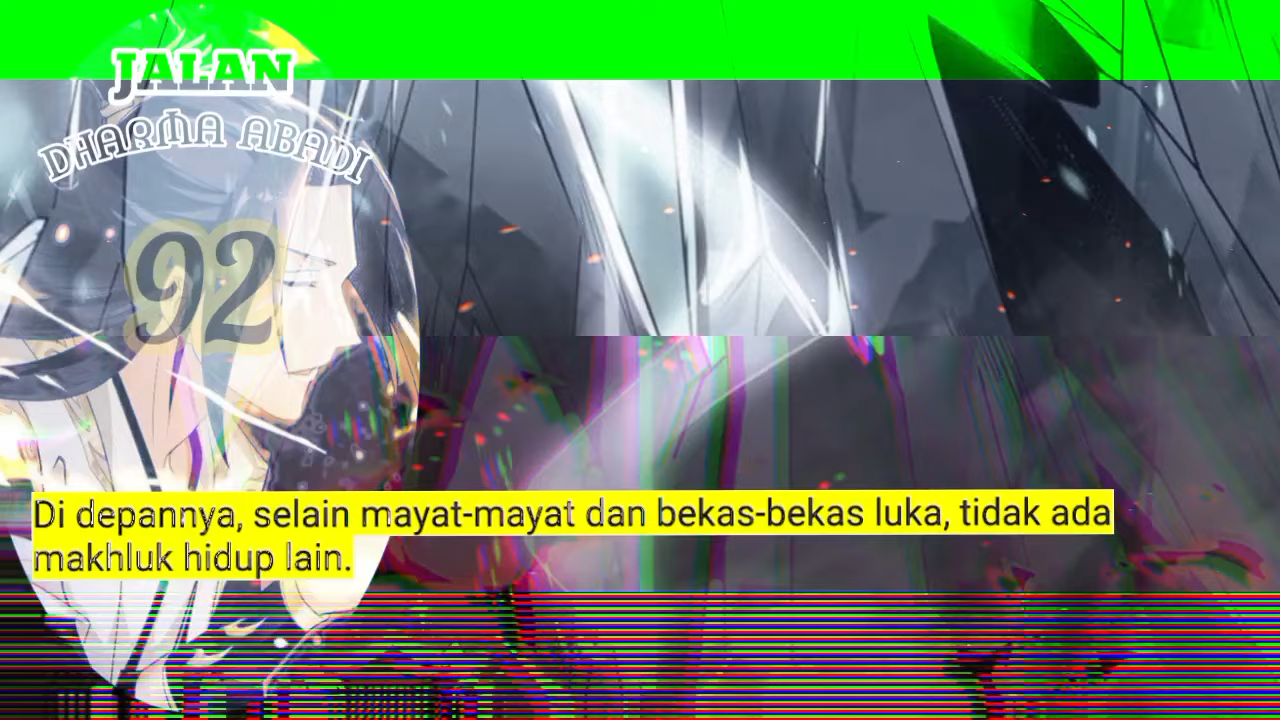 JALAN
DHARMA ABADI
92
Di depannya, selain mayat-mayat dan bekas-bekas luka, tidak ada
makhluk hidup lain.